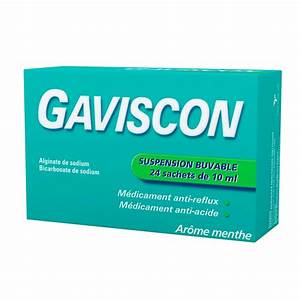 GAVISCON
Alginate de sodium
Bicarbonate de sodium
SUSPENSION BUVABLE
24 sachets de 10 ml
Médicament anti-reflux
Médicament anti-acide
Arôme menthe